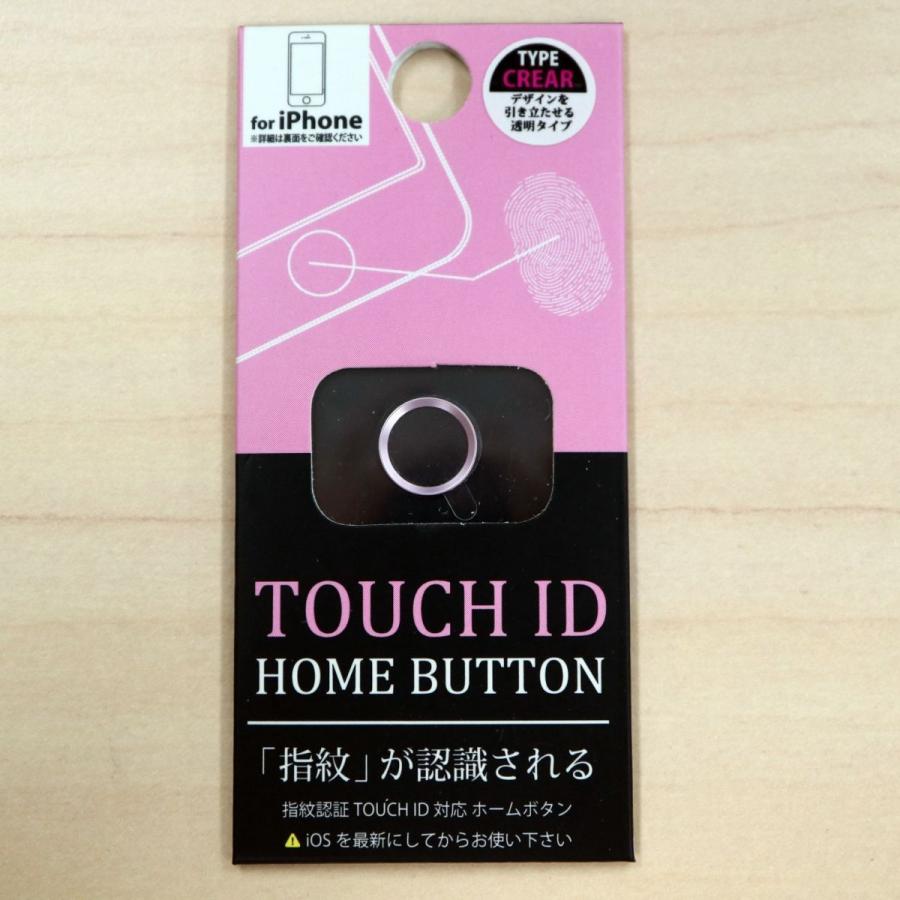 for iPhone
※詳細は裏面をご確認ください
TYPE
CREAR
デザインを
引き立たせる
透明タイプ
TOUCH ID
HOME BUTTON
「指紋」が認識される
指紋認証 TOUCH ID 対応 ホームボタン
iOS を最新にしてからお使い下さい